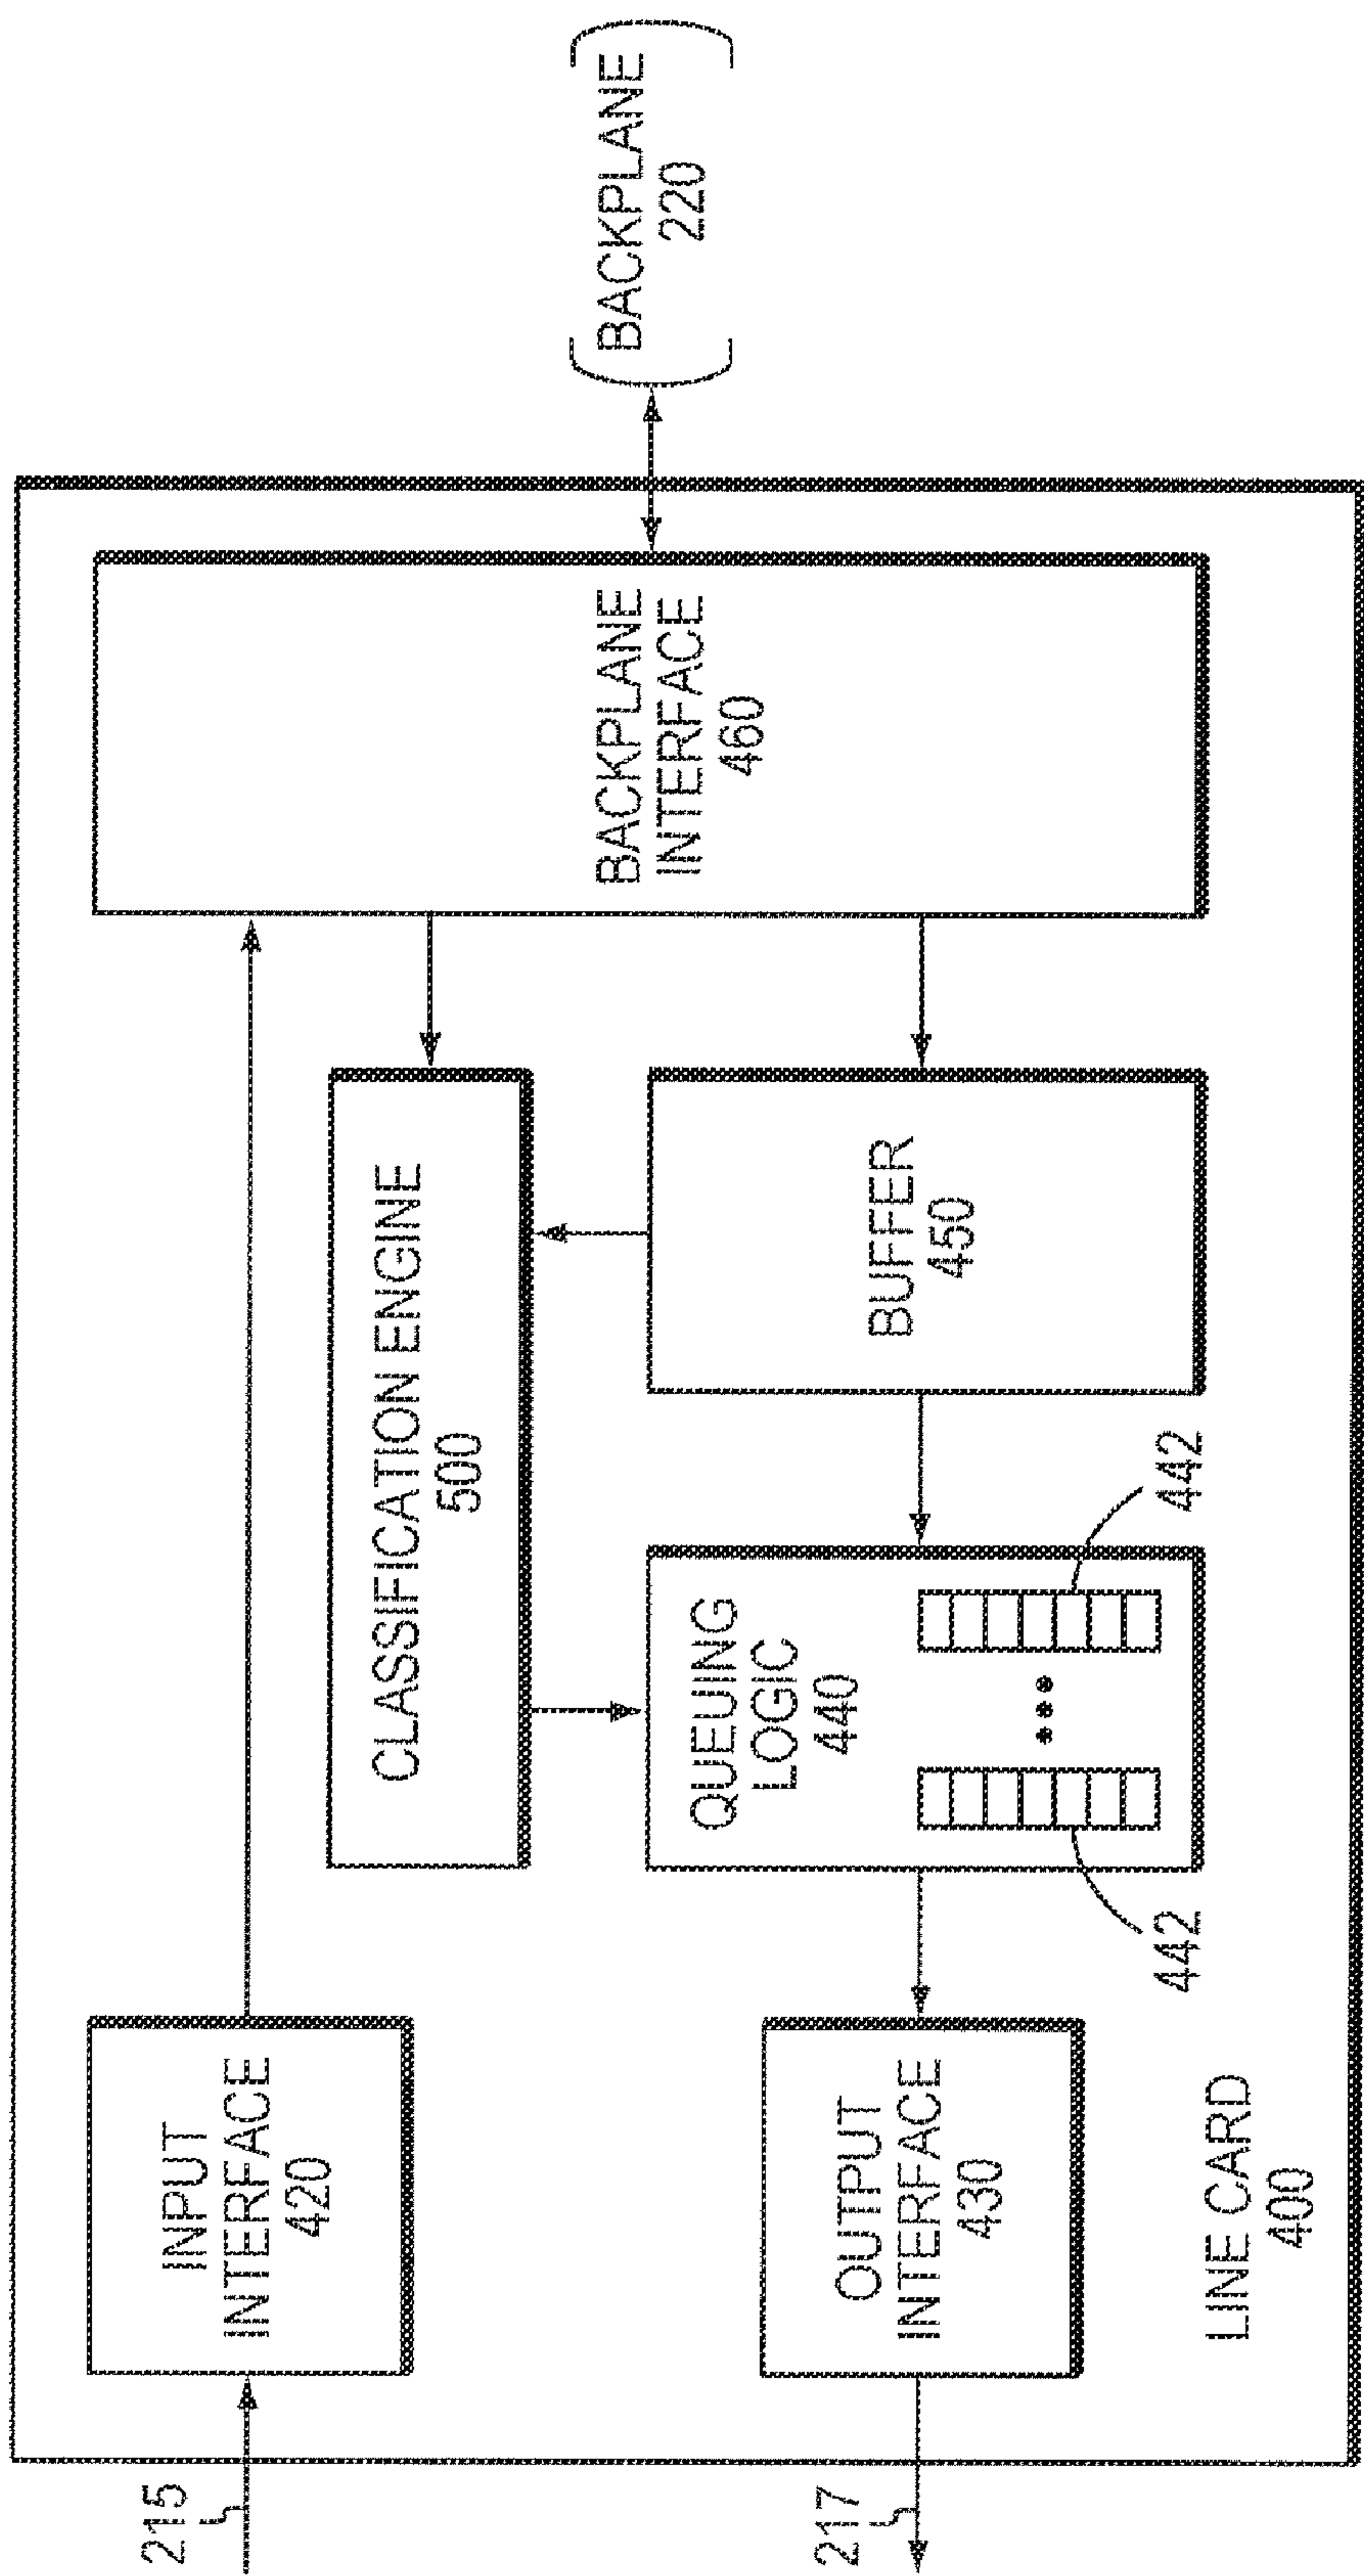 215
INPUT
INTERFACE
420
CLASSIFICATION ENGINE
500
BACKPLANE
INTERFACE
460
BACKPLANE
220
217
OUTPUT
INTERFACE
430
QUEUING
LOGIC
440
442
442
BUFFER
450
LINE CARD
400